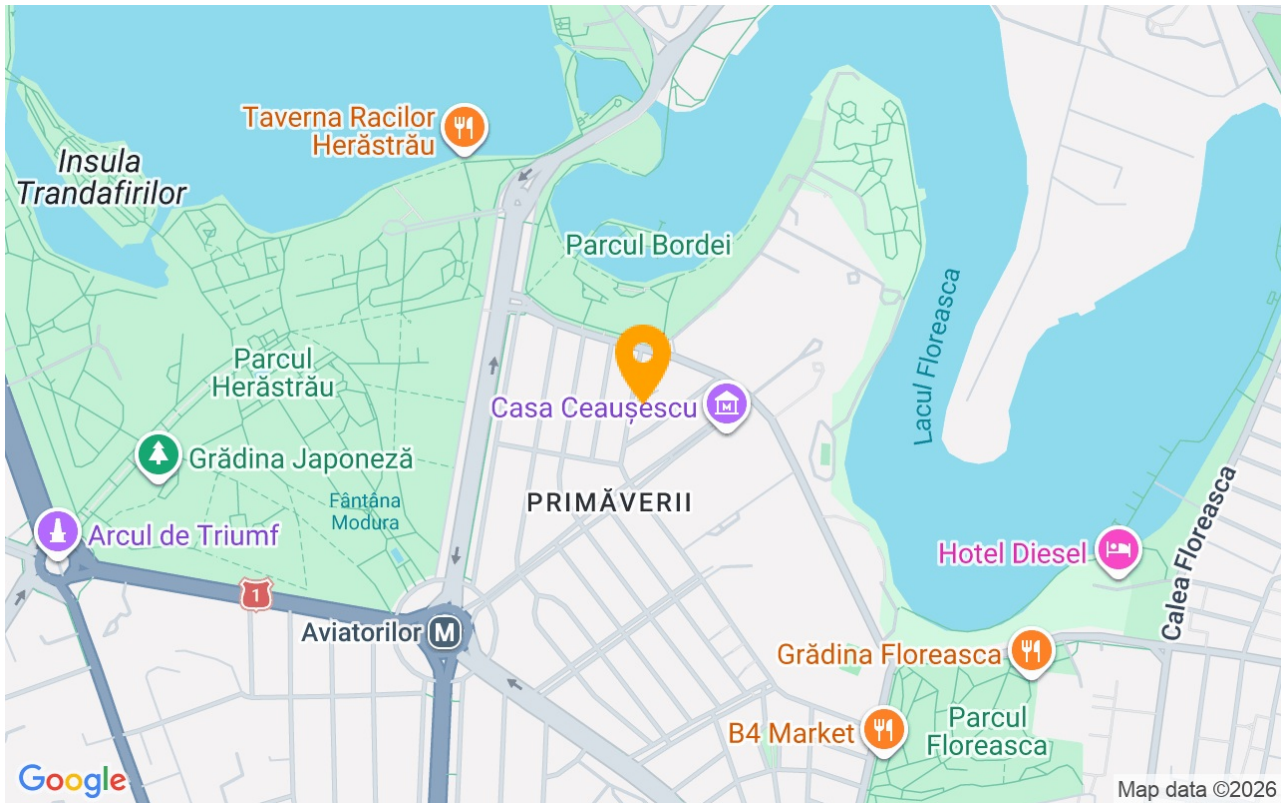 Taverna Racilor
Herăstrău
Insula
Trandafirilor
Parcul Bordei
Lacul Floreasca
Parcul
Herăstrău
Casa Ceaușescu
M
Grădina Japoneză
PRIMĂVERII
Fântâna
Modura
Arcul de Triumf
Hotel Diesel
Calea Floreasca
1
Aviatorilor M
Grădina Floreasca
B4 Market
Parcul
Floreasca
Google
Map data ©2026